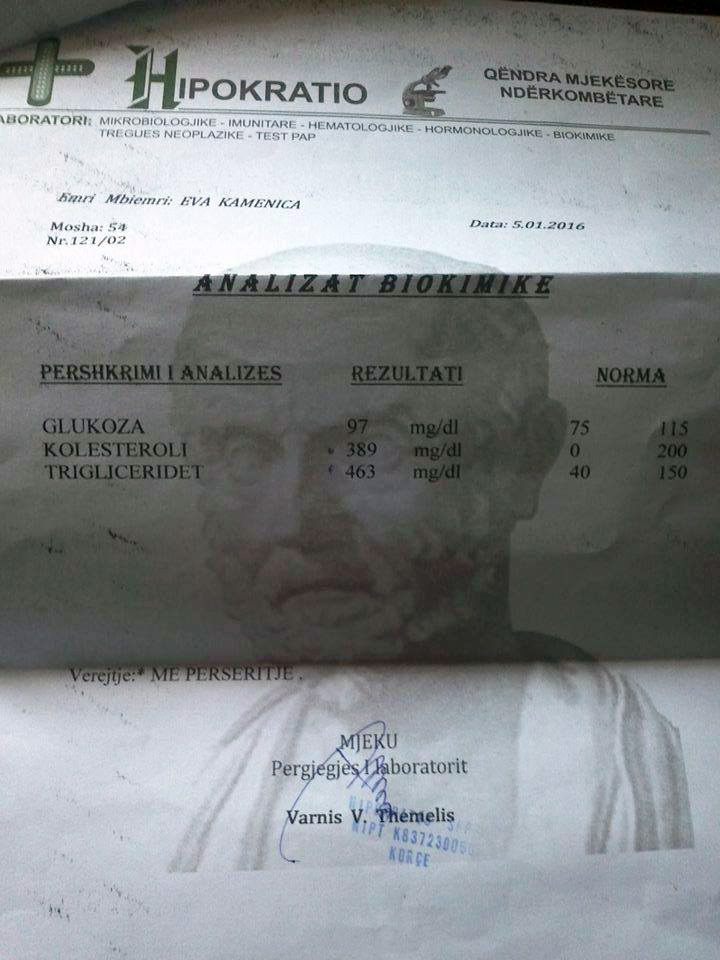 HIPOKRATIO
QËNDRA MJEKËSORE
NDËRKOMBËTARE
ABORATORI: MIKROBIOLOGJIKE - IMUNITARE - HEMATOLOGJIKE - HORMONOLOGJIKE - BIOKIMIKE
TREGUES NEOPLAZIKE - TEST PAP
Emri Mbiemri: EVA KAMENICA
Mosha: 54 Data: 5.01.2016
Nr.121/02
ANALIZAT BIOKIMIKE
PERSHKRIMI I ANALIZES REZULTATI NORMA
GLUKOZA 97 mg/dl 75 115
KOLESTEROLI * 389 mg/dl 0 200
TRIGLICERIDET * 463 mg/dl 40 150
Verejtje:* ME PERSERITJE .
MJEKU
Pergjegjes I laboratorit
Varnis V. Themelis
NIPT K8372300
KORÇE